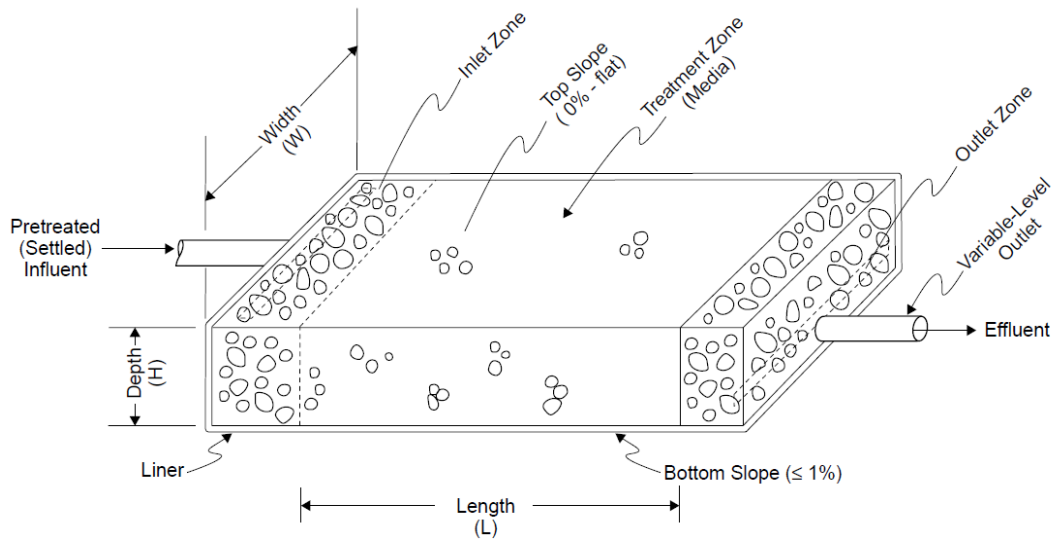 Width
(W)
Inlet Zone
Top Slope
( 0% - flat)
Treatment Zone
(Media)
Outlet Zone
Variable-Level
Outlet
Pretreated
(Settled)
Influent
Effluent
Depth
(H)
Liner
Bottom Slope (≤ 1%)
Length
(L)